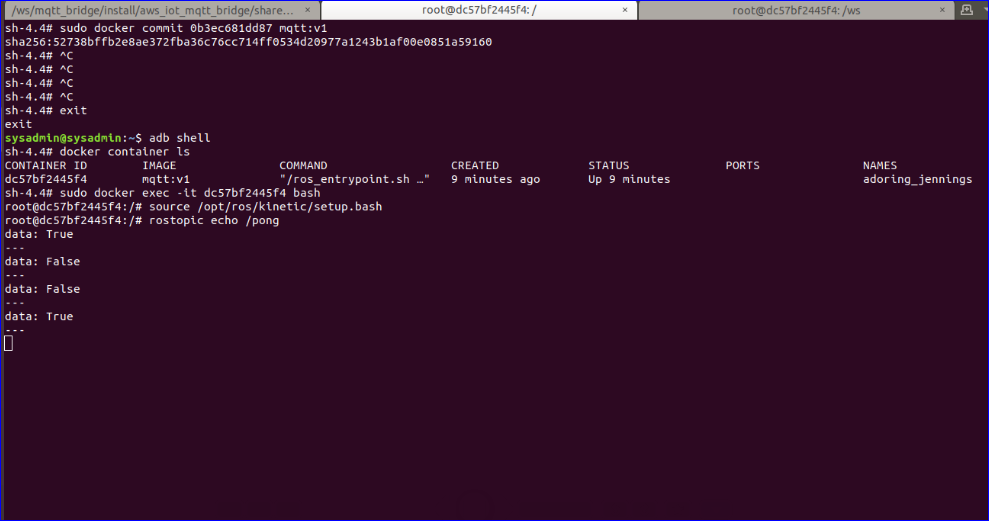 /ws/mqtt_bridge/install/aws_iot_mqtt_bridge/share... × root@dc57bf2445f4: / × root@dc57bf2445f4: /ws ×
sh-4.4# sudo docker commit 0b3ec681dd87 mqtt:v1
sha256:52738bffb2e8ae372fba36c76cc714ff0534d20977a1243b1af00e0851a59160
sh-4.4# ^C
sh-4.4# ^C
sh-4.4# ^C
sh-4.4# ^C
sh-4.4# exit
exit
sysadmin@sysadmin:~$ adb shell
sh-4.4# docker container ls
CONTAINER ID IMAGE COMMAND CREATED STATUS PORTS NAMES
dc57bf2445f4 mqtt:v1 "/ros_entrypoint.sh …" 9 minutes ago Up 9 minutes adoring_jennings
sh-4.4# sudo docker exec -it dc57bf2445f4 bash
root@dc57bf2445f4:/# source /opt/ros/kinetic/setup.bash
root@dc57bf2445f4:/# rostopic echo /pong
data: True
---
data: False
---
data: False
---
data: True
---